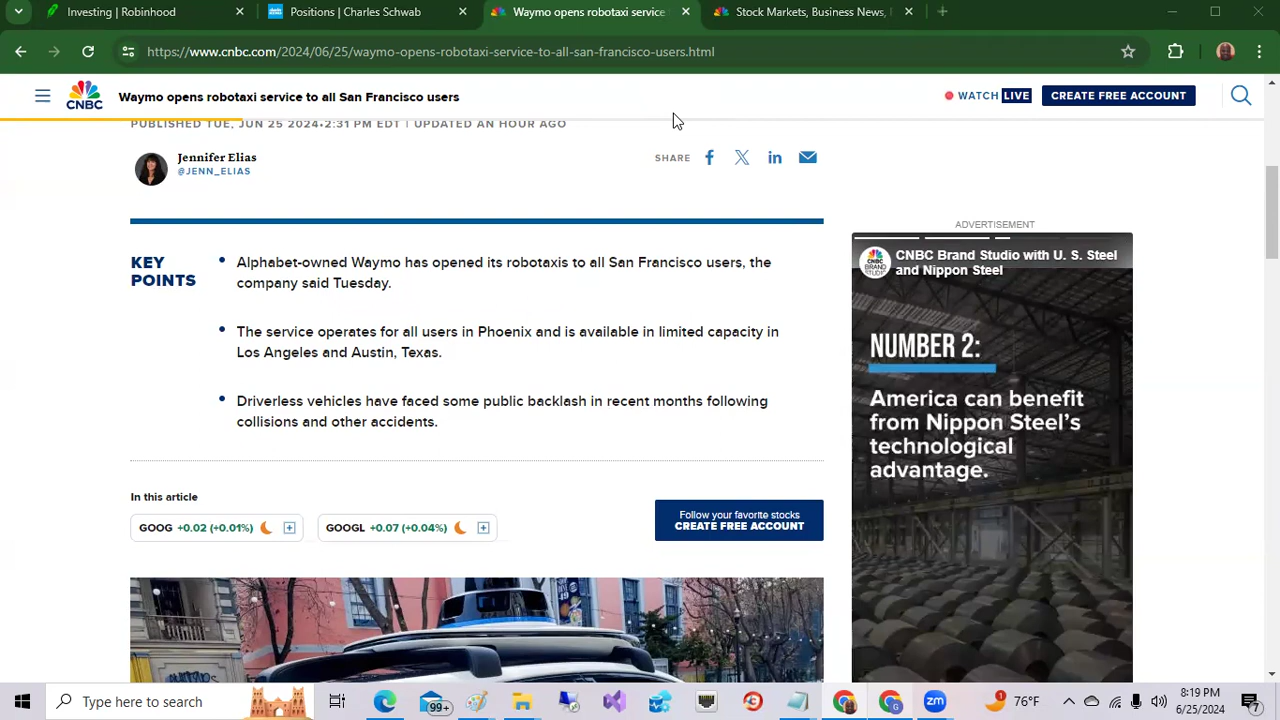 Investing | Robinhood
Positions | Charles Schwab
Waymo opens robotaxi service
Stock Markets, Business News,
https://www.cnbc.com/2024/06/25/waymo-opens-robotaxi-service-to-all-san-francisco-users.html
CNBC
Waymo opens robotaxi service to all San Francisco users
WATCH LIVE
CREATE FREE ACCOUNT
PUBLISHED TUE, JUN 25 2024•2:31 PM EDT | UPDATED AN HOUR AGO
Jennifer Elias
@JENN_ELIAS
SHARE
KEY
POINTS
• Alphabet-owned Waymo has opened its robotaxis to all San Francisco users, the
company said Tuesday.
• The service operates for all users in Phoenix and is available in limited capacity in
Los Angeles and Austin, Texas.
• Driverless vehicles have faced some public backlash in recent months following
collisions and other accidents.
In this article
GOOG +0.02 (+0.01%)
GOOGL +0.07 (+0.04%)
Follow your favorite stocks
CREATE FREE ACCOUNT
ADVERTISEMENT
CNBC
BRAND
STUDIO
CNBC Brand Studio with U. S. Steel
and Nippon Steel
NUMBER 2:
America can benefit
from Nippon Steel's
technological
advantage.
Type here to search
99+
zm
1
76°F
8:19 PM
6/25/2024
7